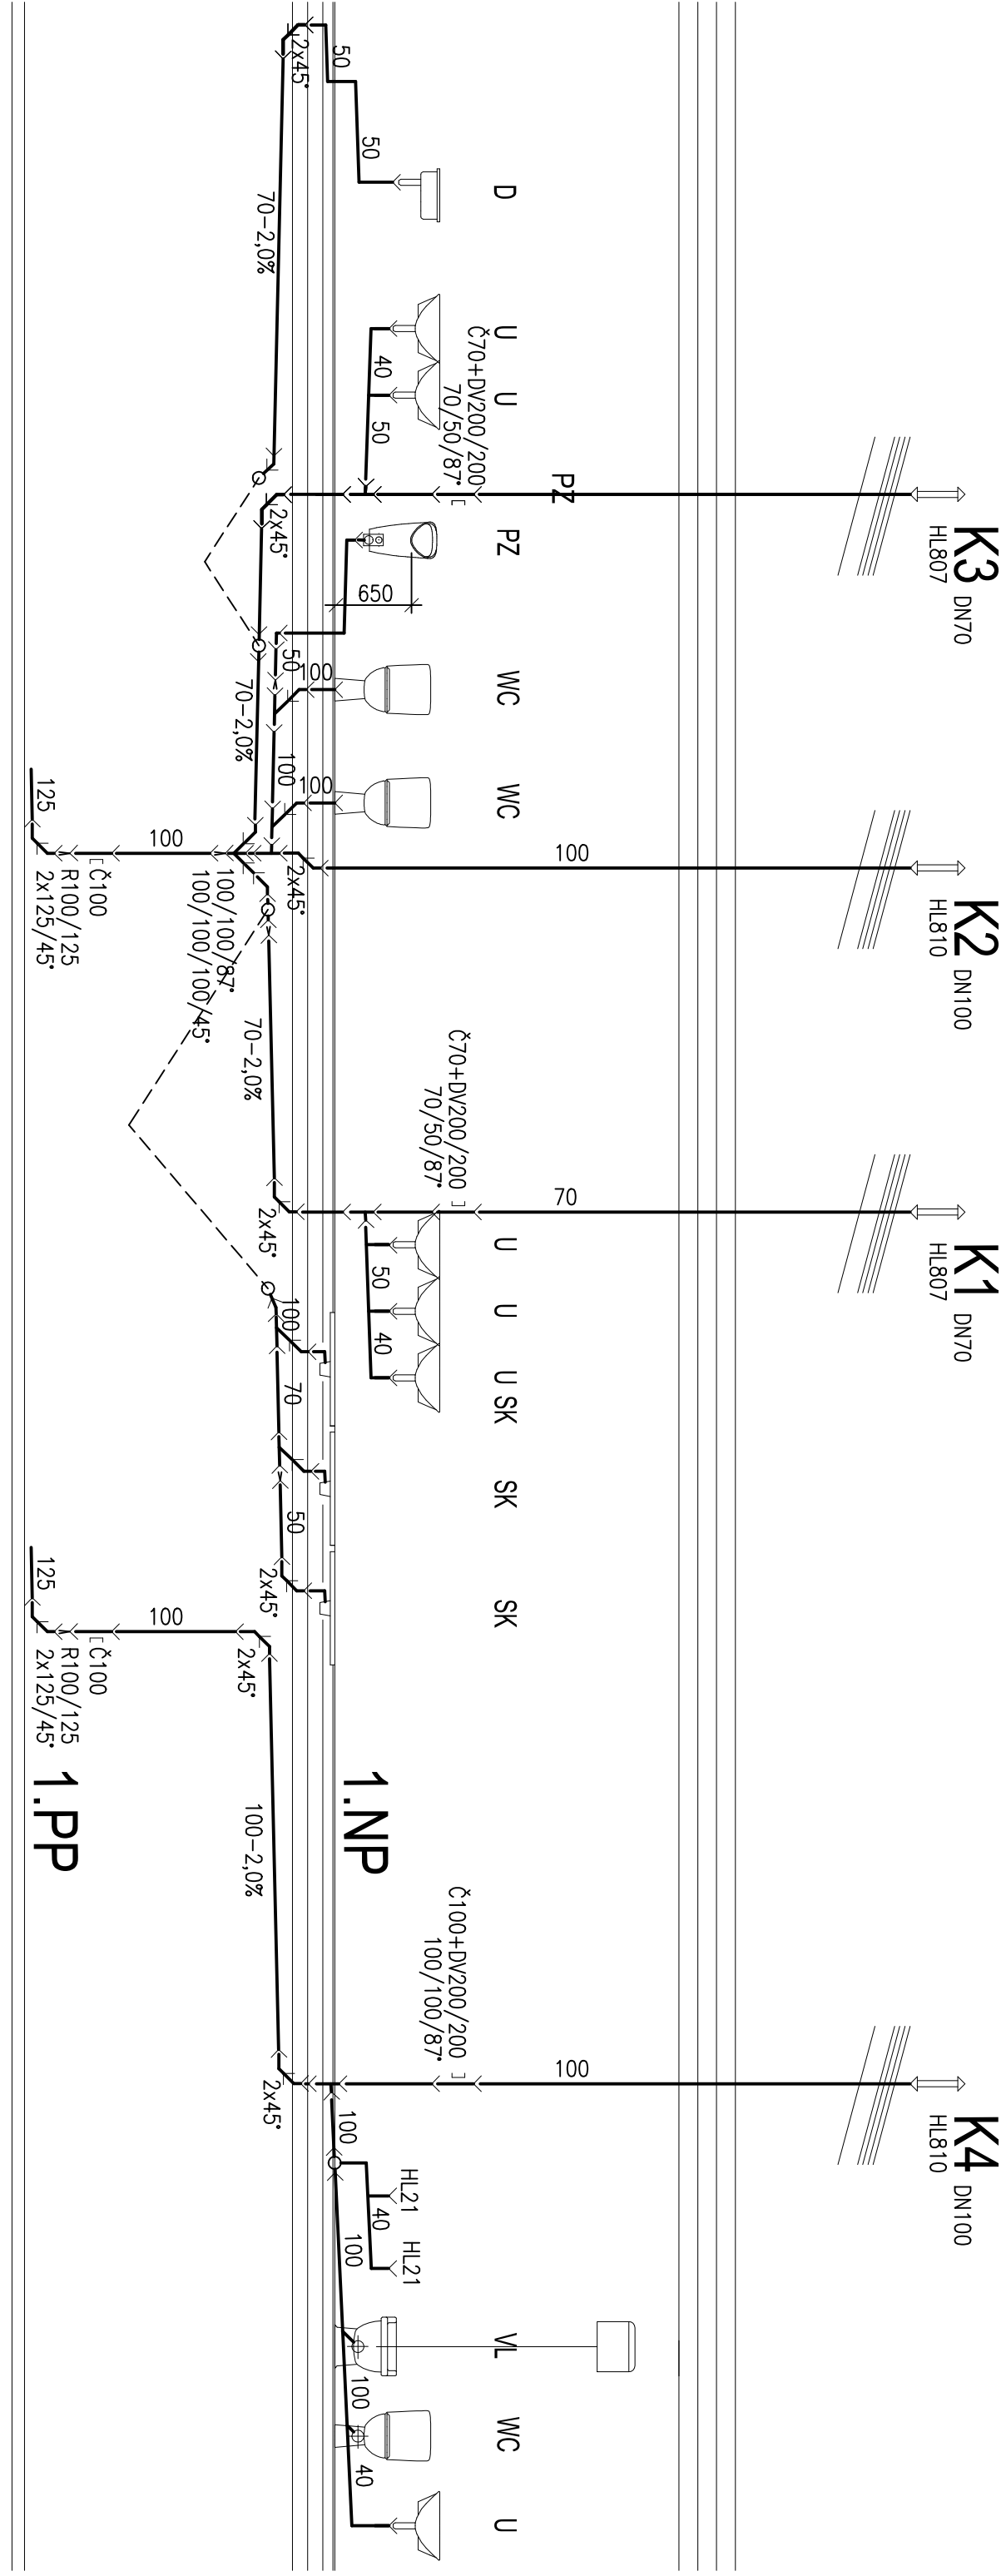 K3 DN70
HL807
K2 DN100
HL810
K1 DN70
HL807
K4 DN100
HL810
100
70
100
PZ
D
U
U
PZ
WC
WC
U
U
U
SK
SK
SK
VL
WC
U
Č70+DV200/200
70/50/87°
Č70+DV200/200
70/50/87°
Č100+DV200/200
100/100/87°
50
50
40
50
650
100
100
50
40
HL21
HL21
40
100
100
100
40
1.NP
2x45°
2x45°
50
100
2x45°
2x45°
100
70
50
2x45°
2x45°
70-2,0%
70-2,0%
70-2,0%
2x45°
100-2,0%
100/100/87°
100/100/100/45°
100
100
Č100
R100/125
2x125/45°
125
Č100
R100/125
2x125/45°
125
1.PP